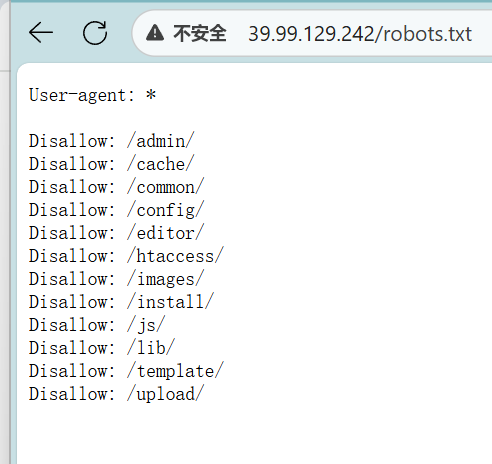 不安全 39.99.129.242/robots.txt
User-agent: *
Disallow: /admin/
Disallow: /cache/
Disallow: /common/
Disallow: /config/
Disallow: /editor/
Disallow: /htaccess/
Disallow: /images/
Disallow: /install/
Disallow: /js/
Disallow: /lib/
Disallow: /template/
Disallow: /upload/